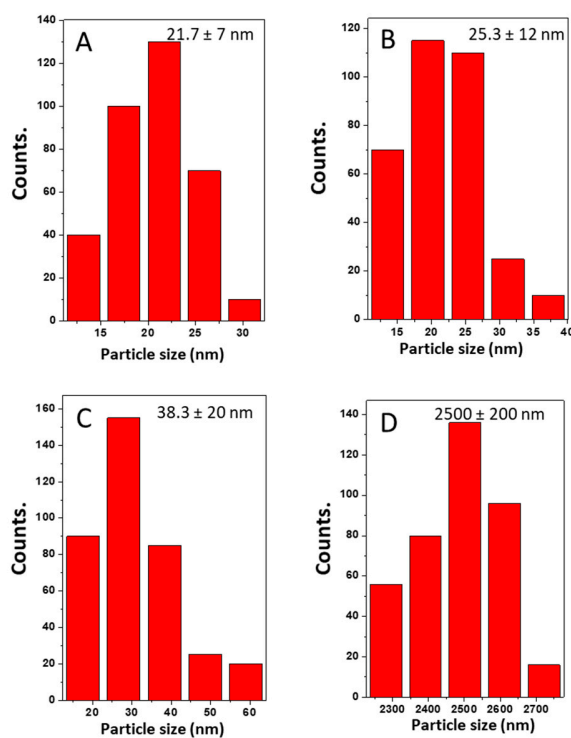 A
21.7 ± 7 nm
140
120
100
80
60
40
20
0
Counts.
15 20 25 30
Particle size (nm)
B
25.3 ± 12 nm
120
100
80
60
40
20
0
Counts.
15 20 25 30 35 40
Particle size (nm)
C
38.3 ± 20 nm
160
140
120
100
80
60
40
20
0
Counts.
20 30 40 50 60
Particle size (nm)
D
2500 ± 200 nm
140
120
100
80
60
40
20
0
Counts.
2300 2400 2500 2600 2700
Particle size (nm)